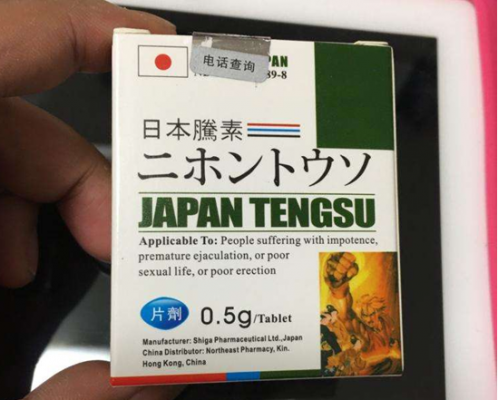 电话查询
PAN
89-8
日本騰素
ニホントウソ
JAPAN TENGSU
Applicable To: People suffering with impotence,
premature ejaculation, or poor
sexual life, or poor erection
片劑
0.5g/Tablet
Manufacturer: Shiga Pharmaceutical Ltd.,Japan
China Distributor: Northeast Pharmacy, Kin.
Hong Kong, China